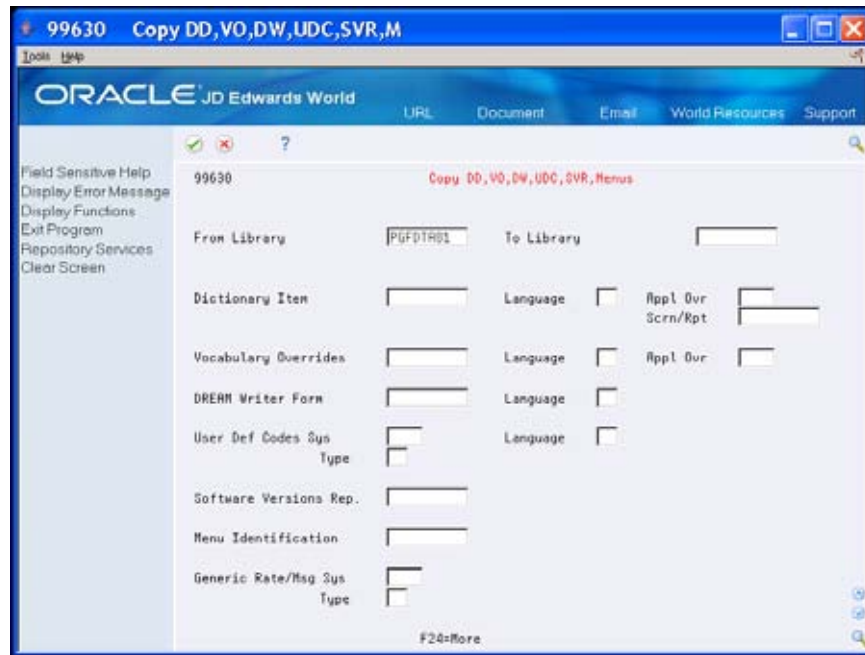 99630 Copy DD,VO,DW,UDC,SVR,M
Tools Help
ORACLE JD Edwards World
URL Document Email World Resources Support
?
Field Sensitive Help
Display Error Message
Display Functions
Exit Program
Repository Services
Clear Screen
99630 Copy DD,VO,DW,UDC,SVR,Menus
From Library PGFDTA81 To Library
Dictionary Item Language Appl Ovr
Scrn/Rpt
Vocabulary Overrides Language Appl Ovr
DREAM Writer Form Language
User Def Codes Sys Language
Type
Software Versions Rep.
Menu Identification
Generic Rate/Msg Sys
Type
F24=More